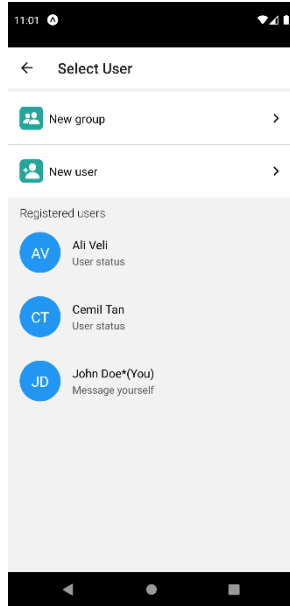 11:01
Select User
New group
New user
Registered users
AV
Ali Veli
User status
CT
Cemil Tan
User status
JD
John Doe*(You)
Message yourself